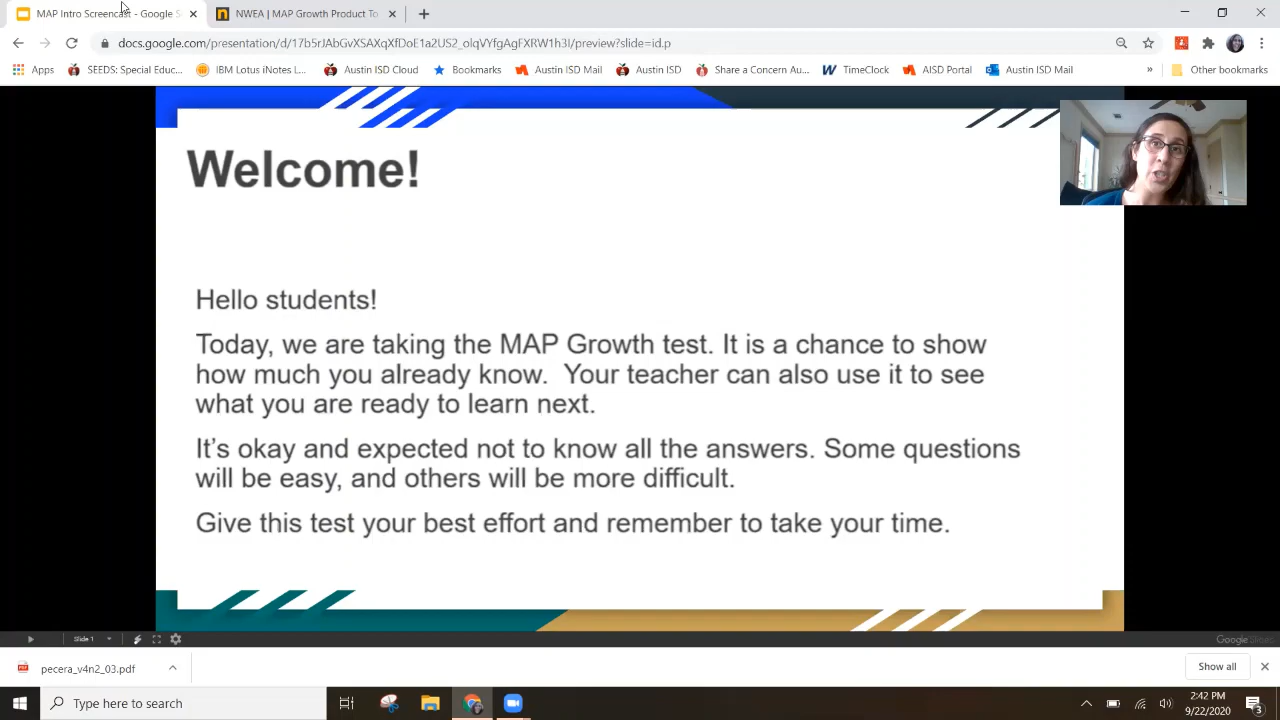 MAP Intro Screencast - Google S
NWEA | MAP Growth Product To
docs.google.com/presentation/d/17b5rJAbGvXSAXqXfDoE1a2US2_olqVYfgAgFXRW1h3I/preview?slide=id.p
Apps
SEEDS: Special Educ...
IBM Lotus iNotes L...
Austin ISD Cloud
Bookmarks
Austin ISD Mail
Austin ISD
Share a Concern Au...
TimeClock
AISD Portal
Austin ISD Mail
»
Other bookmarks
Welcome!
Hello students!
Today, we are taking the MAP Growth test. It is a chance to show
how much you already know. Your teacher can also use it to see
what you are ready to learn next.
It's okay and expected not to know all the answers. Some questions
will be easy, and others will be more difficult.
Give this test your best effort and remember to take your time.
Slide 1
Google Slides
pecera_v4n2_03.pdf
Show all
Type here to search
2:42 PM
9/22/2020
3